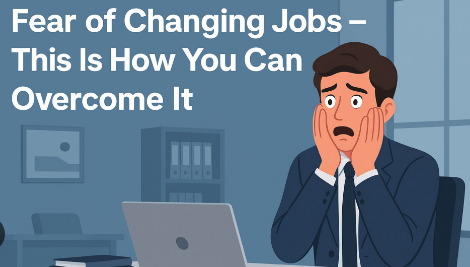 Fear of Changing Jobs –
This Is How You Can
Overcome It